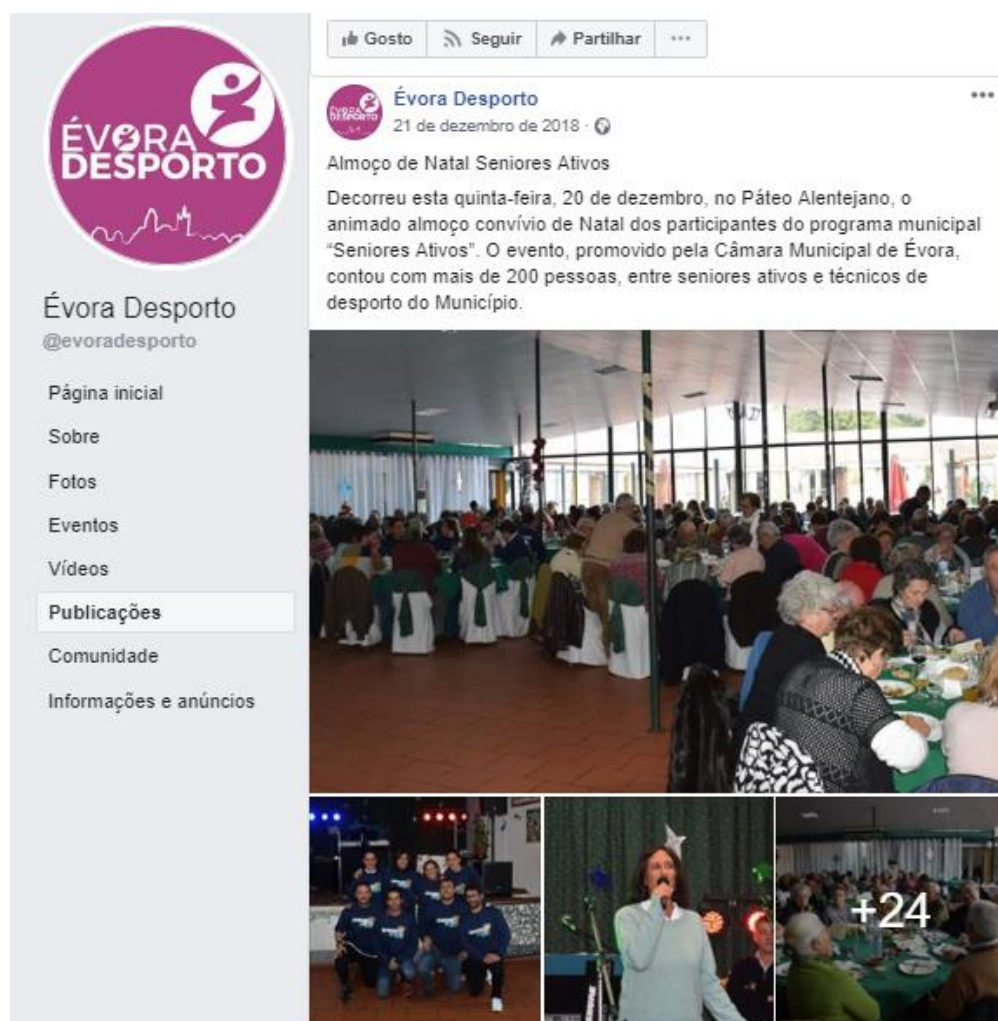 ÉVORA
DESPORTO
Évora Desporto
@evoradesporto
Página inicial
Sobre
Fotos
Eventos
Vídeos
Publicações
Comunidade
Informações e anúncios
Gosto
Seguir
Partilhar
ÉVORA
DESPORTO
Évora Desporto
21 de dezembro de 2018 ·
Almoço de Natal Seniores Ativos
Decorreu esta quinta-feira, 20 de dezembro, no Páteo Alentejano, o
animado almoço convívio de Natal dos participantes do programa municipal
“Seniores Ativos”. O evento, promovido pela Câmara Municipal de Évora,
contou com mais de 200 pessoas, entre seniores ativos e técnicos de
desporto do Município.
+24